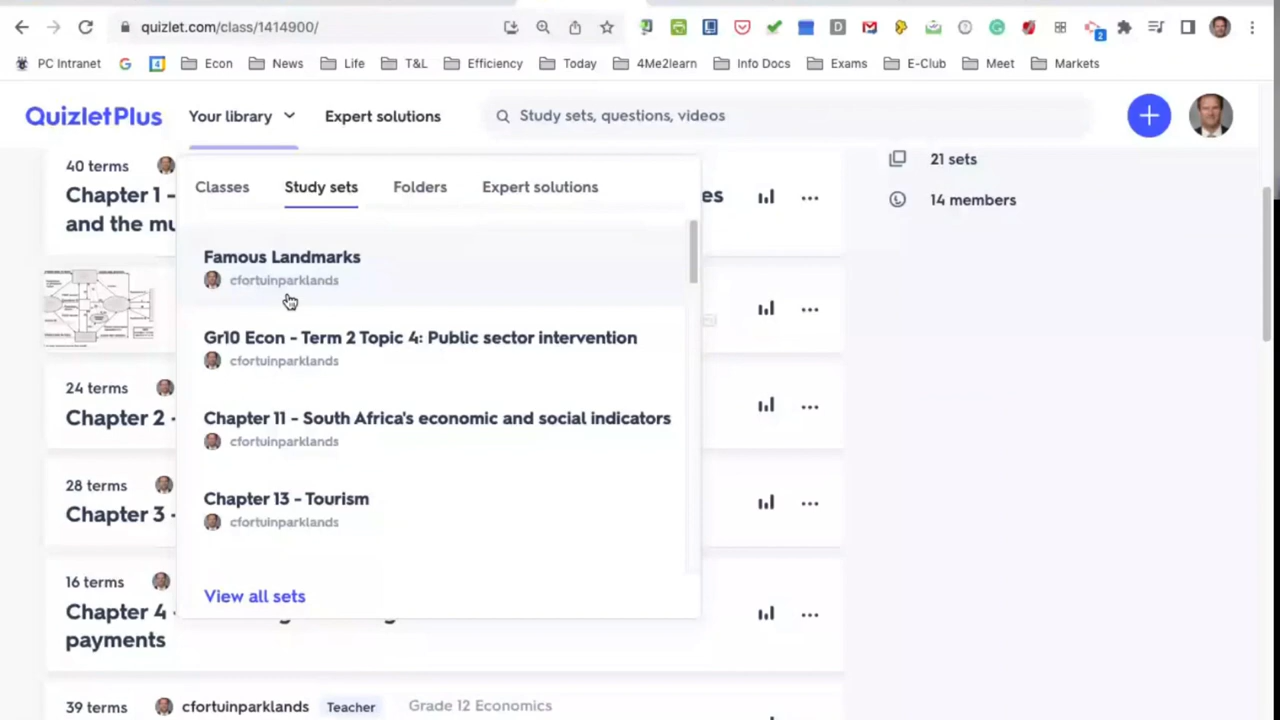 quizlet.com/class/1414900/
2
PC Intranet
4
Econ
News
Life
T&L
Efficiency
Today
4Me2learn
Info Docs
Exams
E-Club
Meet
Markets
QuizletPlus
Your library
Expert solutions
Study sets, questions, videos
40 terms
Chapter 1 -
es
and the mu
21 sets
14 members
Classes
Study sets
Folders
Expert solutions
Famous Landmarks
cfortuinparklands
Gr10 Econ - Term 2 Topic 4: Public sector intervention
cfortuinparklands
Chapter 11 - South Africa's economic and social indicators
cfortuinparklands
Chapter 13 - Tourism
cfortuinparklands
View all sets
24 terms
Chapter 2 -
28 terms
Chapter 3 -
16 terms
Chapter 4 -
payments
39 terms
cfortuinparklands
Teacher
Grade 12 Economics